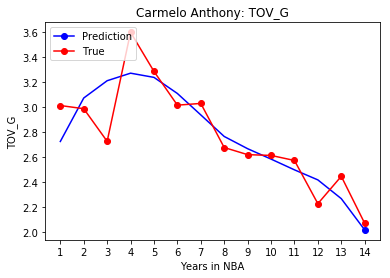 Carmelo Anthony: TOV_G
Prediction
True
3.6
3.4
3.2
3.0
2.8
2.6
2.4
2.2
2.0
TOV_G
1 2 3 4 5 6 7 8 9 10 11 12 13 14
Years in NBA